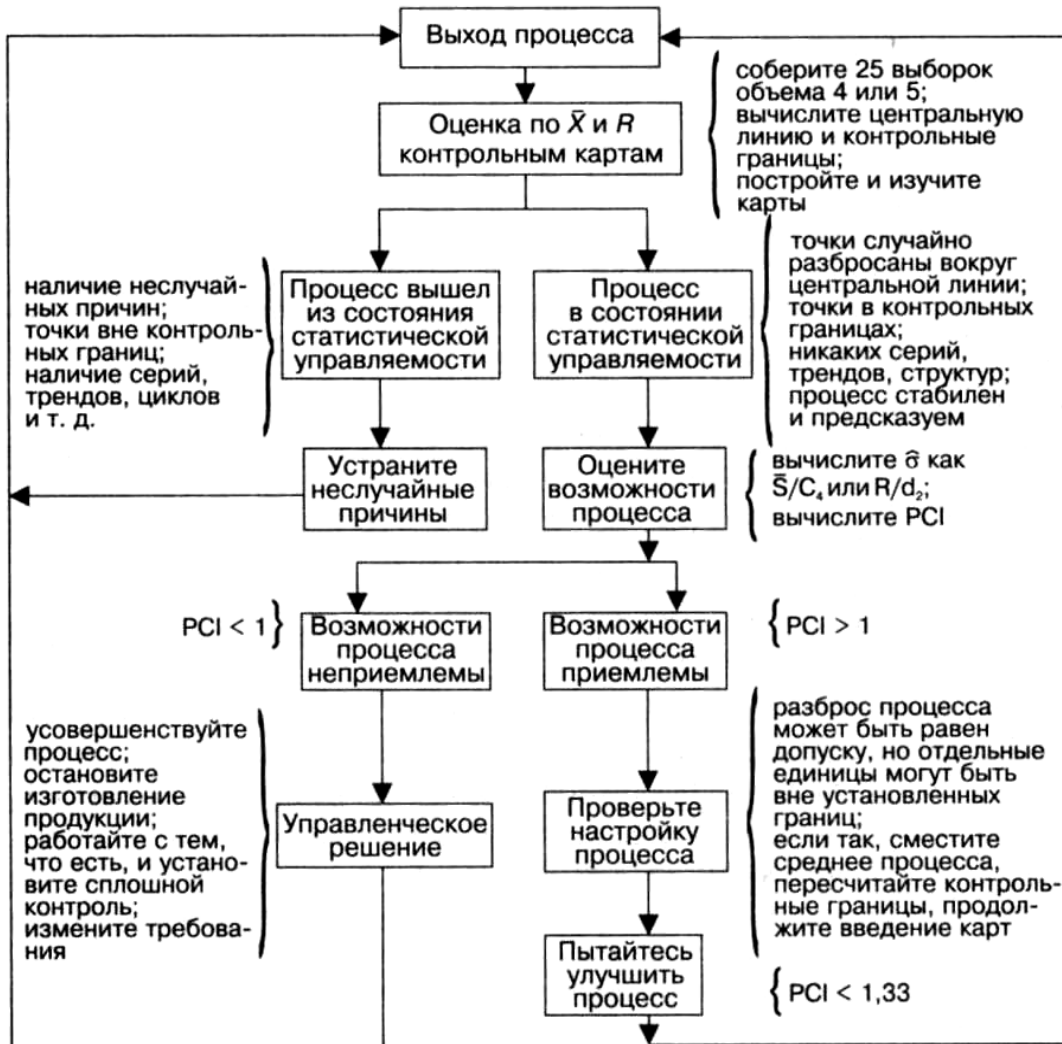 Выход процесса
соберите 25 выборок
объема 4 или 5;
вычислите центральную
линию и контрольные
границы;
постройте и изучите
карты
Оценка по X̄ и R
контрольным картам
наличие неслучай-
ных причин;
точки вне контроль-
ных границ;
наличие серий,
трендов, циклов
и т. д.
Процесс вышел
из состояния
статистической
управляемости
Процесс
в состоянии
статистической
управляемости
точки случайно
разбросаны вокруг
центральной линии;
точки в контрольных
границах;
никаких серий,
трендов, структур;
процесс стабилен
и предсказуем
Устраните
неслучайные
причины
Оцените
возможности
процесса
вычислите σ̂ как
S̄/C₄ или R/d₂;
вычислите PCI
PCI < 1
Возможности
процесса
неприемлемы
Возможности
процесса
приемлемы
PCI > 1
усовершенствуйте
процесс;
остановите
изготовление
продукции;
работайте с тем,
что есть, и устано-
вите сплошной
контроль;
измените требова-
ния
Управленческое
решение
Проверьте
настройку
процесса
разброс процесса
может быть равен
допуску, но отдельные
единицы могут быть
вне установленных
границ;
если так, сместите
среднее процесса,
пересчитайте контроль-
ные границы, продол-
жите введение карт
Пытайтесь
улучшить
процесс
PCI < 1,33